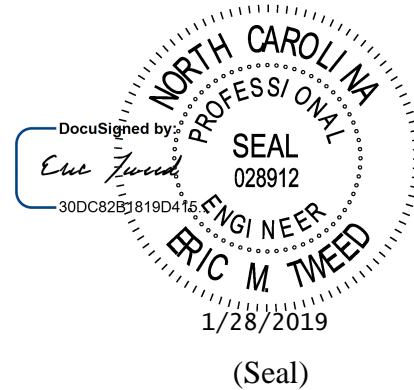 NORTH CAROLINA
PROFESSIONAL
DocuSigned by:
SEAL
Eric Tweed
028912
30DC82B1819D415...
ENGINEER
ERIC M. TWEED
1/28/2019
(Seal)